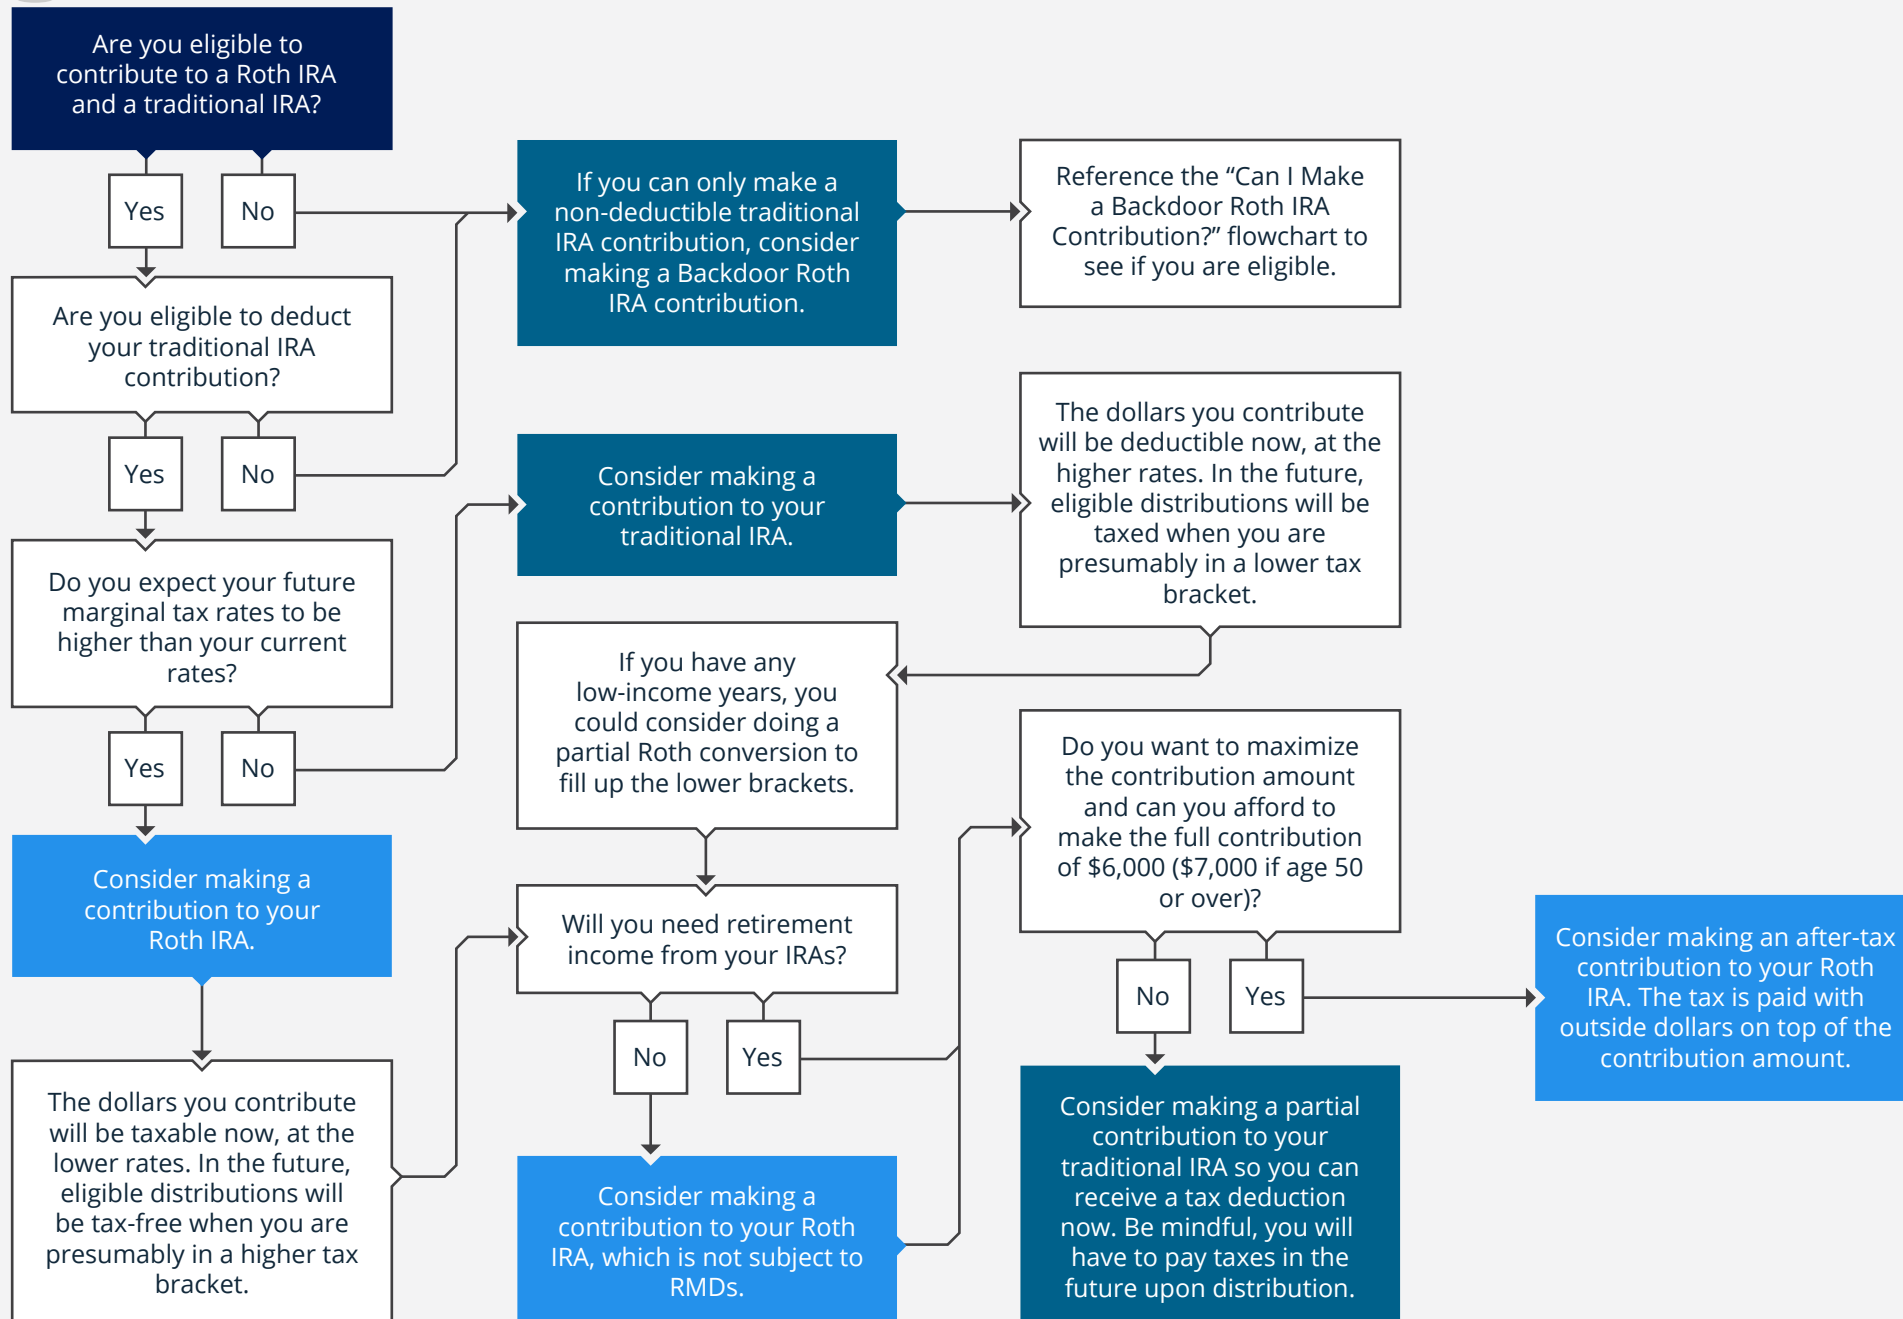 Are you eligible to
contribute to a Roth IRA
and a traditional IRA?
Yes
No
Are you eligible to deduct
your traditional IRA
contribution?
Yes
No
Do you expect your future
marginal tax rates to be
higher than your current
rates?
Yes
No
Consider making a
contribution to your
Roth IRA.
The dollars you contribute
will be taxable now, at the
lower rates. In the future,
eligible distributions will
be tax-free when you are
presumably in a higher tax
bracket.
If you can only make a
non-deductible traditional
IRA contribution, consider
making a Backdoor Roth
IRA contribution.
Reference the “Can I Make
a Backdoor Roth IRA
Contribution?” flowchart to
see if you are eligible.
Consider making a
contribution to your
traditional IRA.
The dollars you contribute
will be deductible now, at the
higher rates. In the future,
eligible distributions will be
taxed when you are
presumably in a lower tax
bracket.
If you have any
low-income years, you
could consider doing a
partial Roth conversion to
fill up the lower brackets.
Will you need retirement
income from your IRAs?
No
Yes
Consider making a
contribution to your Roth
IRA, which is not subject to
RMDs.
Do you want to maximize
the contribution amount
and can you afford to
make the full contribution
of $6,000 ($7,000 if age 50
or over)?
No
Yes
Consider making a partial
contribution to your
traditional IRA so you can
receive a tax deduction
now. Be mindful, you will
have to pay taxes in the
future upon distribution.
Consider making an after-tax
contribution to your Roth
IRA. The tax is paid with
outside dollars on top of the
contribution amount.